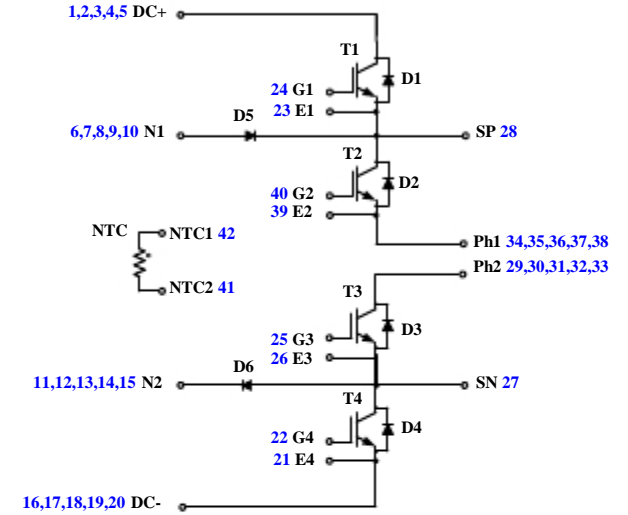 1,2,3,4,5 DC+
T1
D1
24 G1
23 E1
D5
6,7,8,9,10 N1
SP 28
T2
D2
40 G2
39 E2
NTC
NTC1 42
Ph1 34,35,36,37,38
Ph2 29,30,31,32,33
NTC2 41
T3
D3
25 G3
26 E3
D6
11,12,13,14,15 N2
SN 27
T4
D4
22 G4
21 E4
16,17,18,19,20 DC-